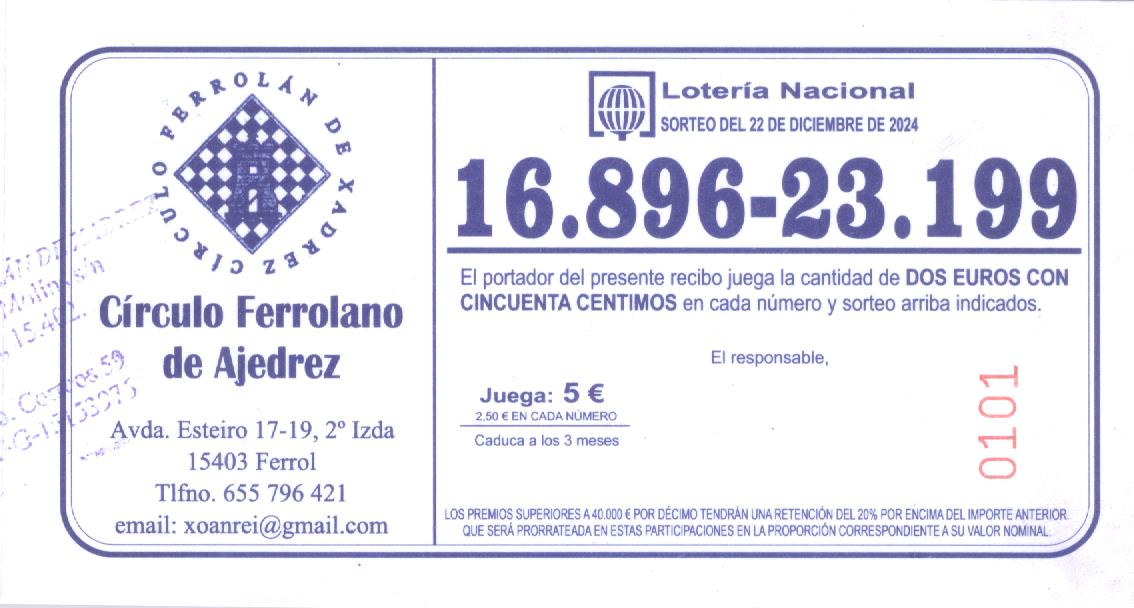 CÍRCULO FERROLÁN DE XADREZ
Círculo Ferrolano
de Ajedrez
Avda. Esteiro 17-19, 2º Izda
15403 Ferrol
Tlfno. 655 796 421
email: xoanrei@gmail.com
Lotería Nacional
SORTEO DEL 22 DE DICIEMBRE DE 2024
16.896-23.199
El portador del presente recibo juega la cantidad de DOS EUROS CON
CINCUENTA CENTIMOS en cada número y sorteo arriba indicados.
El responsable,
Juega: 5 €
2,50 € EN CADA NÚMERO
Caduca a los 3 meses
0101
LOS PREMIOS SUPERIORES A 40.000 € POR DÉCIMO TENDRÁN UNA RETENCIÓN DEL 20% POR ENCIMA DEL IMPORTE ANTERIOR
QUE SERÁ PRORRATEADA EN ESTAS PARTICIPACIONES EN LA PROPORCIÓN CORRESPONDIENTE A SU VALOR NOMINAL.